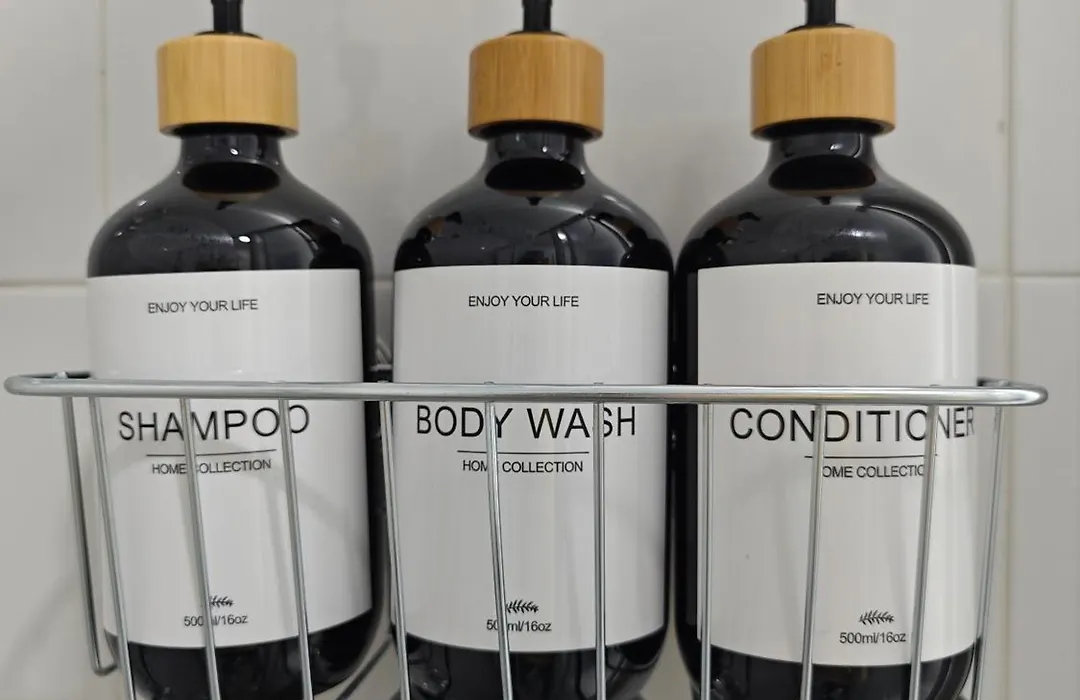 ENJOY YOUR LIFE
SHAMPOO
HOME COLLECTION
500ml/16oz
ENJOY YOUR LIFE
BODY WASH
HOME COLLECTION
500ml/16oz
ENJOY YOUR LIFE
CONDITIONER
HOME COLLECTION
500ml/16oz